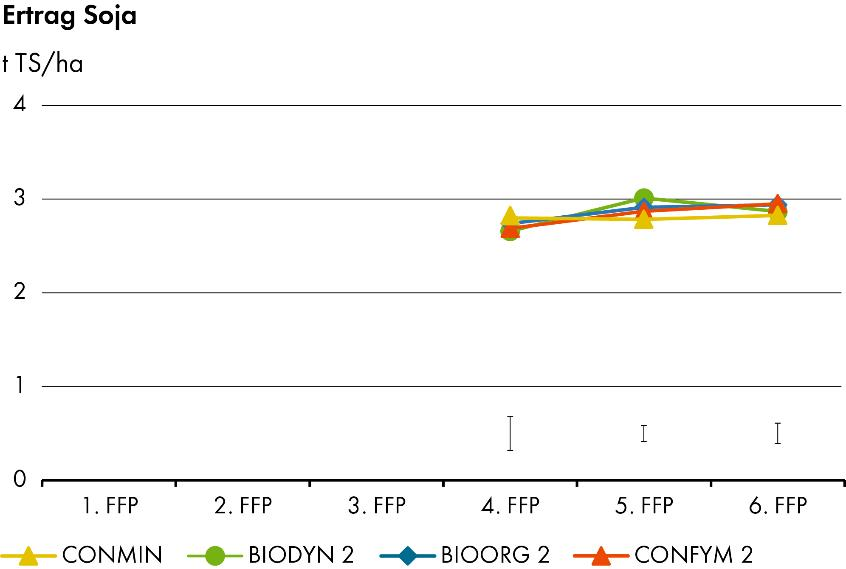 Ertrag Soja
t TS/ha
4
3
2
1
0
1. FFP 2. FFP 3. FFP 4. FFP 5. FFP 6. FFP
CONMIN BIODYN 2 BIOORG 2 CONFYM 2